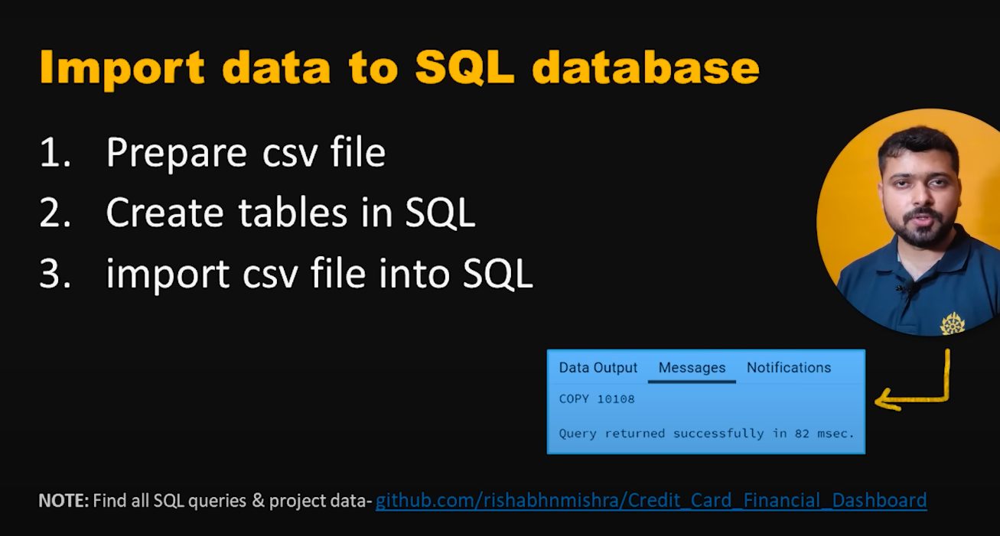 Import data to SQL database
1. Prepare csv file
2. Create tables in SQL
3. import csv file into SQL
Data Output Messages Notifications
COPY 10108
Query returned successfully in 82 msec.
NOTE: Find all SQL queries & project data- github.com/rishabhnmishra/Credit_Card_Financial_Dashboard